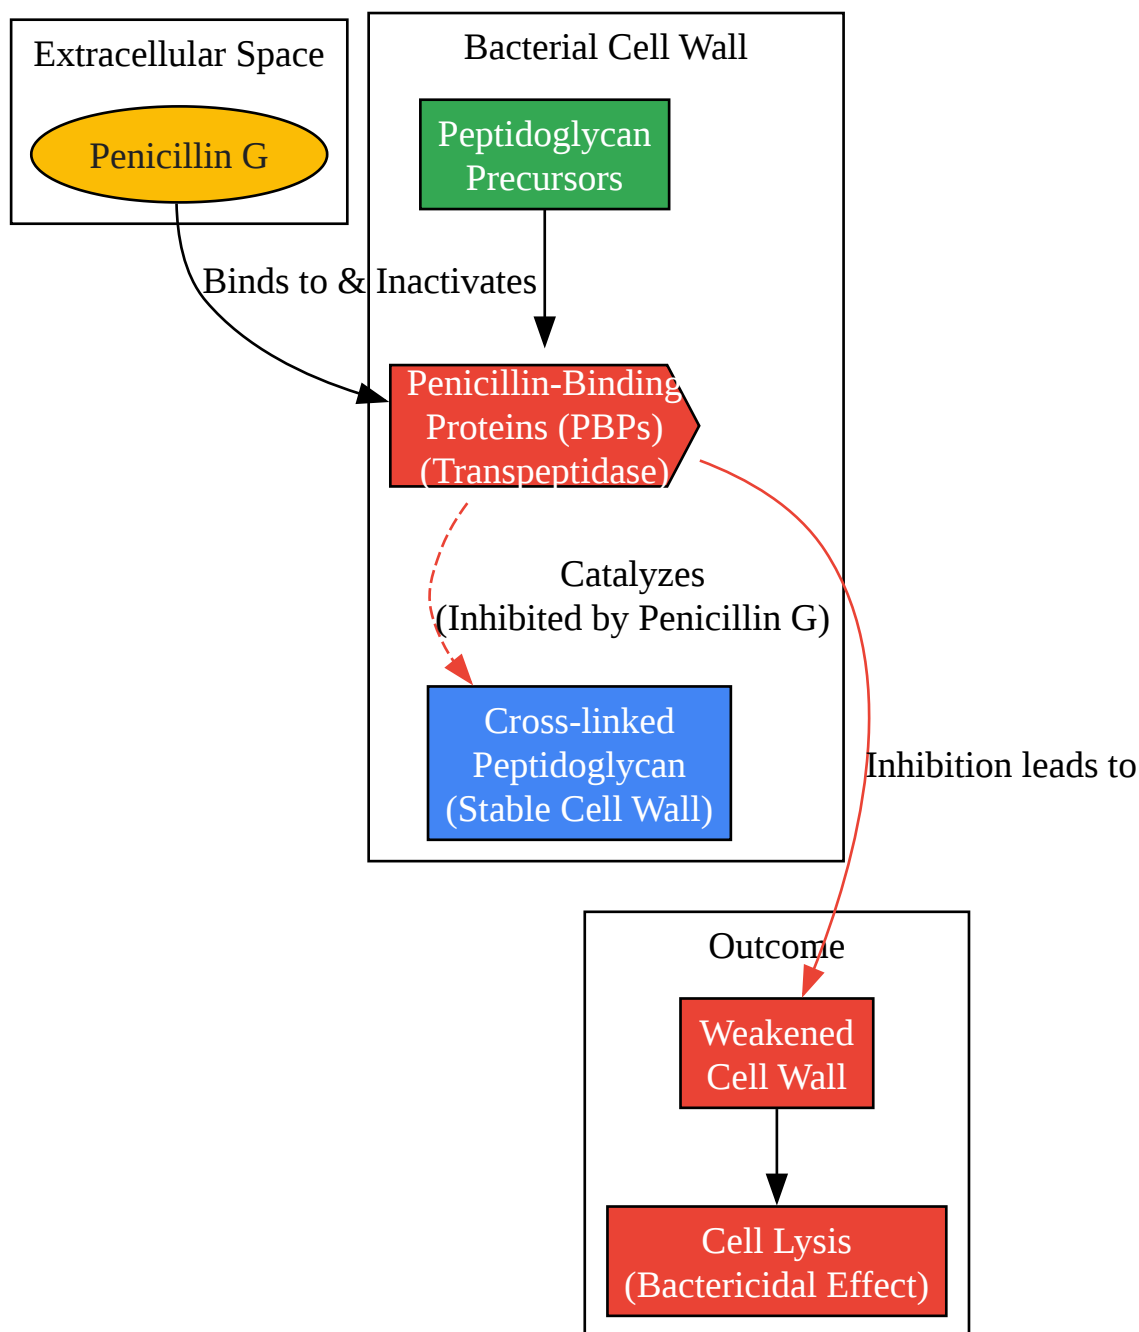 Extracellular Space
Penicillin G
Bacterial Cell Wall
Peptidoglycan
Precursors
Binds to & Inactivates
Penicillin-Binding
Proteins (PBPs)
(Transpeptidase)
Catalyzes
(Inhibited by Penicillin G)
Cross-linked
Peptidoglycan
(Stable Cell Wall)
Inhibition leads to
Outcome
Weakened
Cell Wall
Cell Lysis
(Bactericidal Effect)